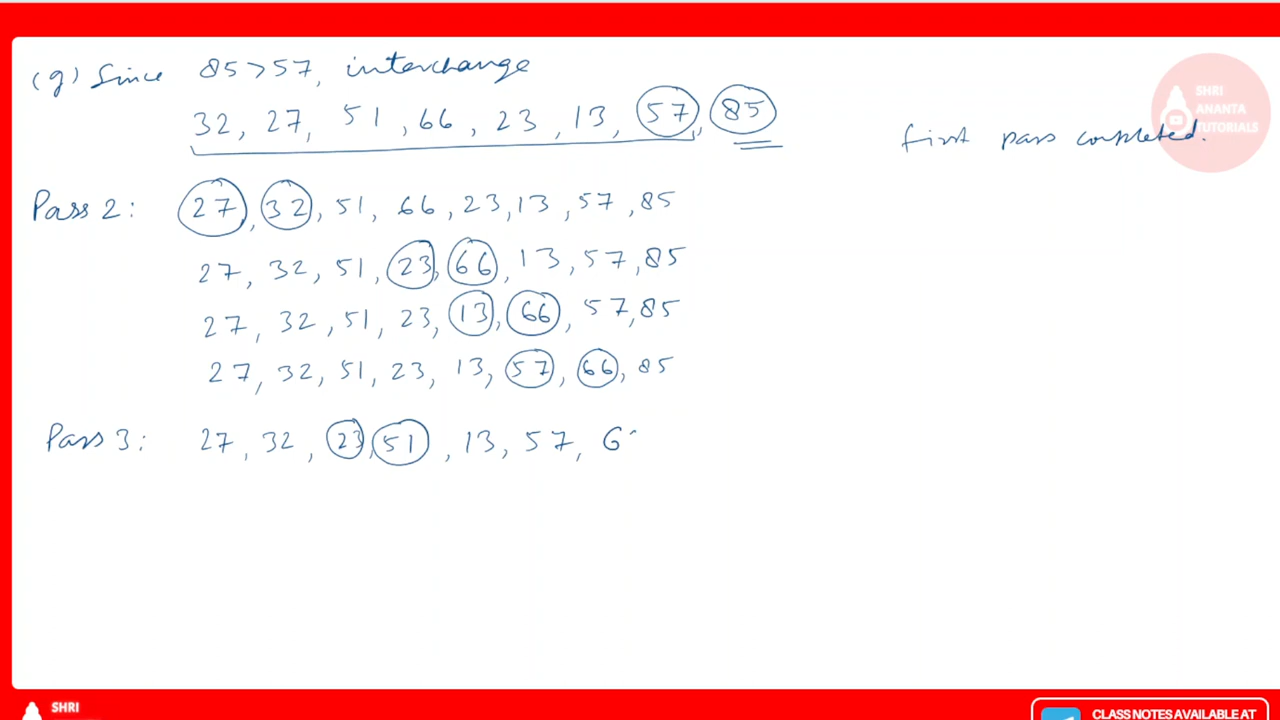 (g) Since 85>57, interchange
32, 27, 51, 66, 23, 13, 57, 85
first pass completed.
SHRI
ANANTA
TUTORIALS
Pass 2: 27, 32, 51, 66, 23, 13, 57, 85
27, 32, 51, 23, 66, 13, 57, 85
27, 32, 51, 23, 13, 66, 57, 85
27, 32, 51, 23, 13, 57, 66, 85
Pass 3: 27, 32, 23, 51, 13, 57, 6
SHRI
CLASS NOTES AVAILABLE AT